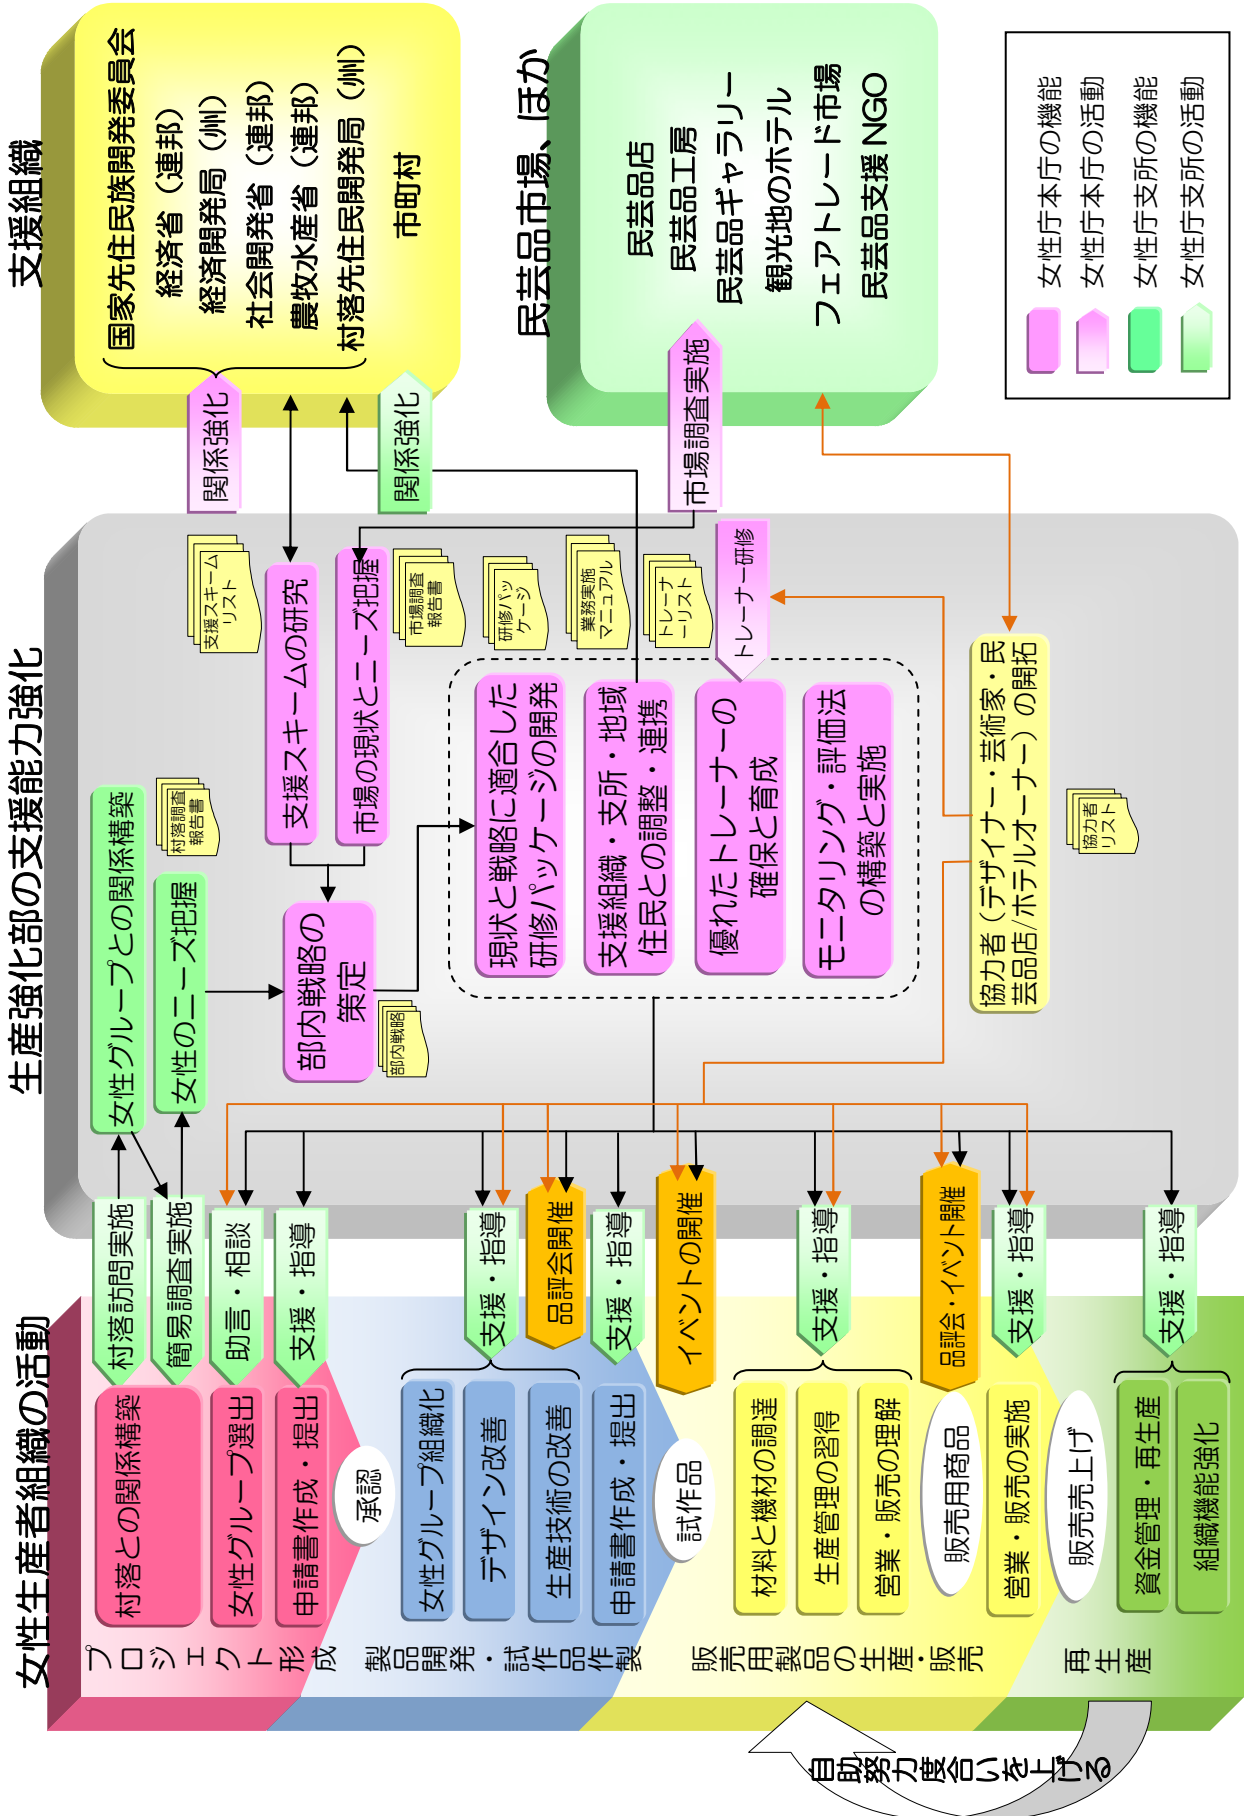 女性生産者組織の活動
プロジェクト形成
村落との関係構築
女性グループ選出
申請書作成・提出
承認
製品開発・試作品作製
女性グループ組織化
デザイン改善
生産技術の改善
申請書作成・提出
試作品
販売用製品の生産・販売
材料と機材の調達
生産管理の習得
営業・販売の理解
販売用商品
営業・販売の実施
販売売上げ
再生産
資金管理・再生産
組織機能強化
自助努力度合いを上げる
村落訪問実施
簡易調査実施
助言・相談
支援・指導
支援・指導
品評会開催
支援・指導
イベントの開催
支援・指導
品評会・イベント開催
支援・指導
支援・指導
生産強化部の支援能力強化
女性グループとの関係構築
女性のニーズ把握
村落調査
報告書
部内戦略の
策定
部内戦略
支援スキームの研究
支援スキーム
リスト
市場の現状とニーズ把握
市場調査
報告書
研修パッ
ケージ
業務実施
マニュアル
トレーナ
ーリスト
現状と戦略に適合した
研修パッケージの開発
支援組織・支所・地域
住民との調整・連携
優れたトレーナーの
確保と育成
モニタリング・評価法
の構築と実施
トレーナー研修
協力者（デザイナー・芸術家・民
芸品店/ホテルオーナー）の開拓
協力者
リスト
関係強化
関係強化
市場調査実施
支援組織
国家先住民族開発委員会
経済省（連邦）
経済開発局（州）
社会開発省（連邦）
農牧水産省（連邦）
村落先住民開発局（州）
市町村
民芸品市場、ほか
民芸品店
民芸品工房
民芸品ギャラリー
観光地のホテル
フェアトレード市場
民芸品支援 NGO
女性庁本庁の機能
女性庁本庁の活動
女性庁支所の機能
女性庁支所の活動